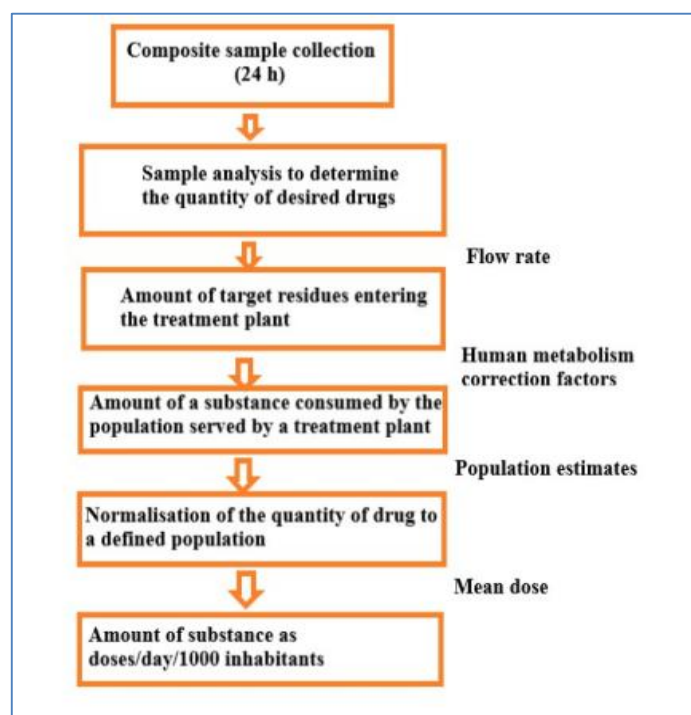 Composite sample collection
(24 h)
Sample analysis to determine
the quantity of desired drugs
Flow rate
Amount of target residues entering
the treatment plant
Human metabolism
correction factors
Amount of a substance consumed by the
population served by a treatment plant
Population estimates
Normalisation of the quantity of drug to
a defined population
Mean dose
Amount of substance as
doses/day/1000 inhabitants